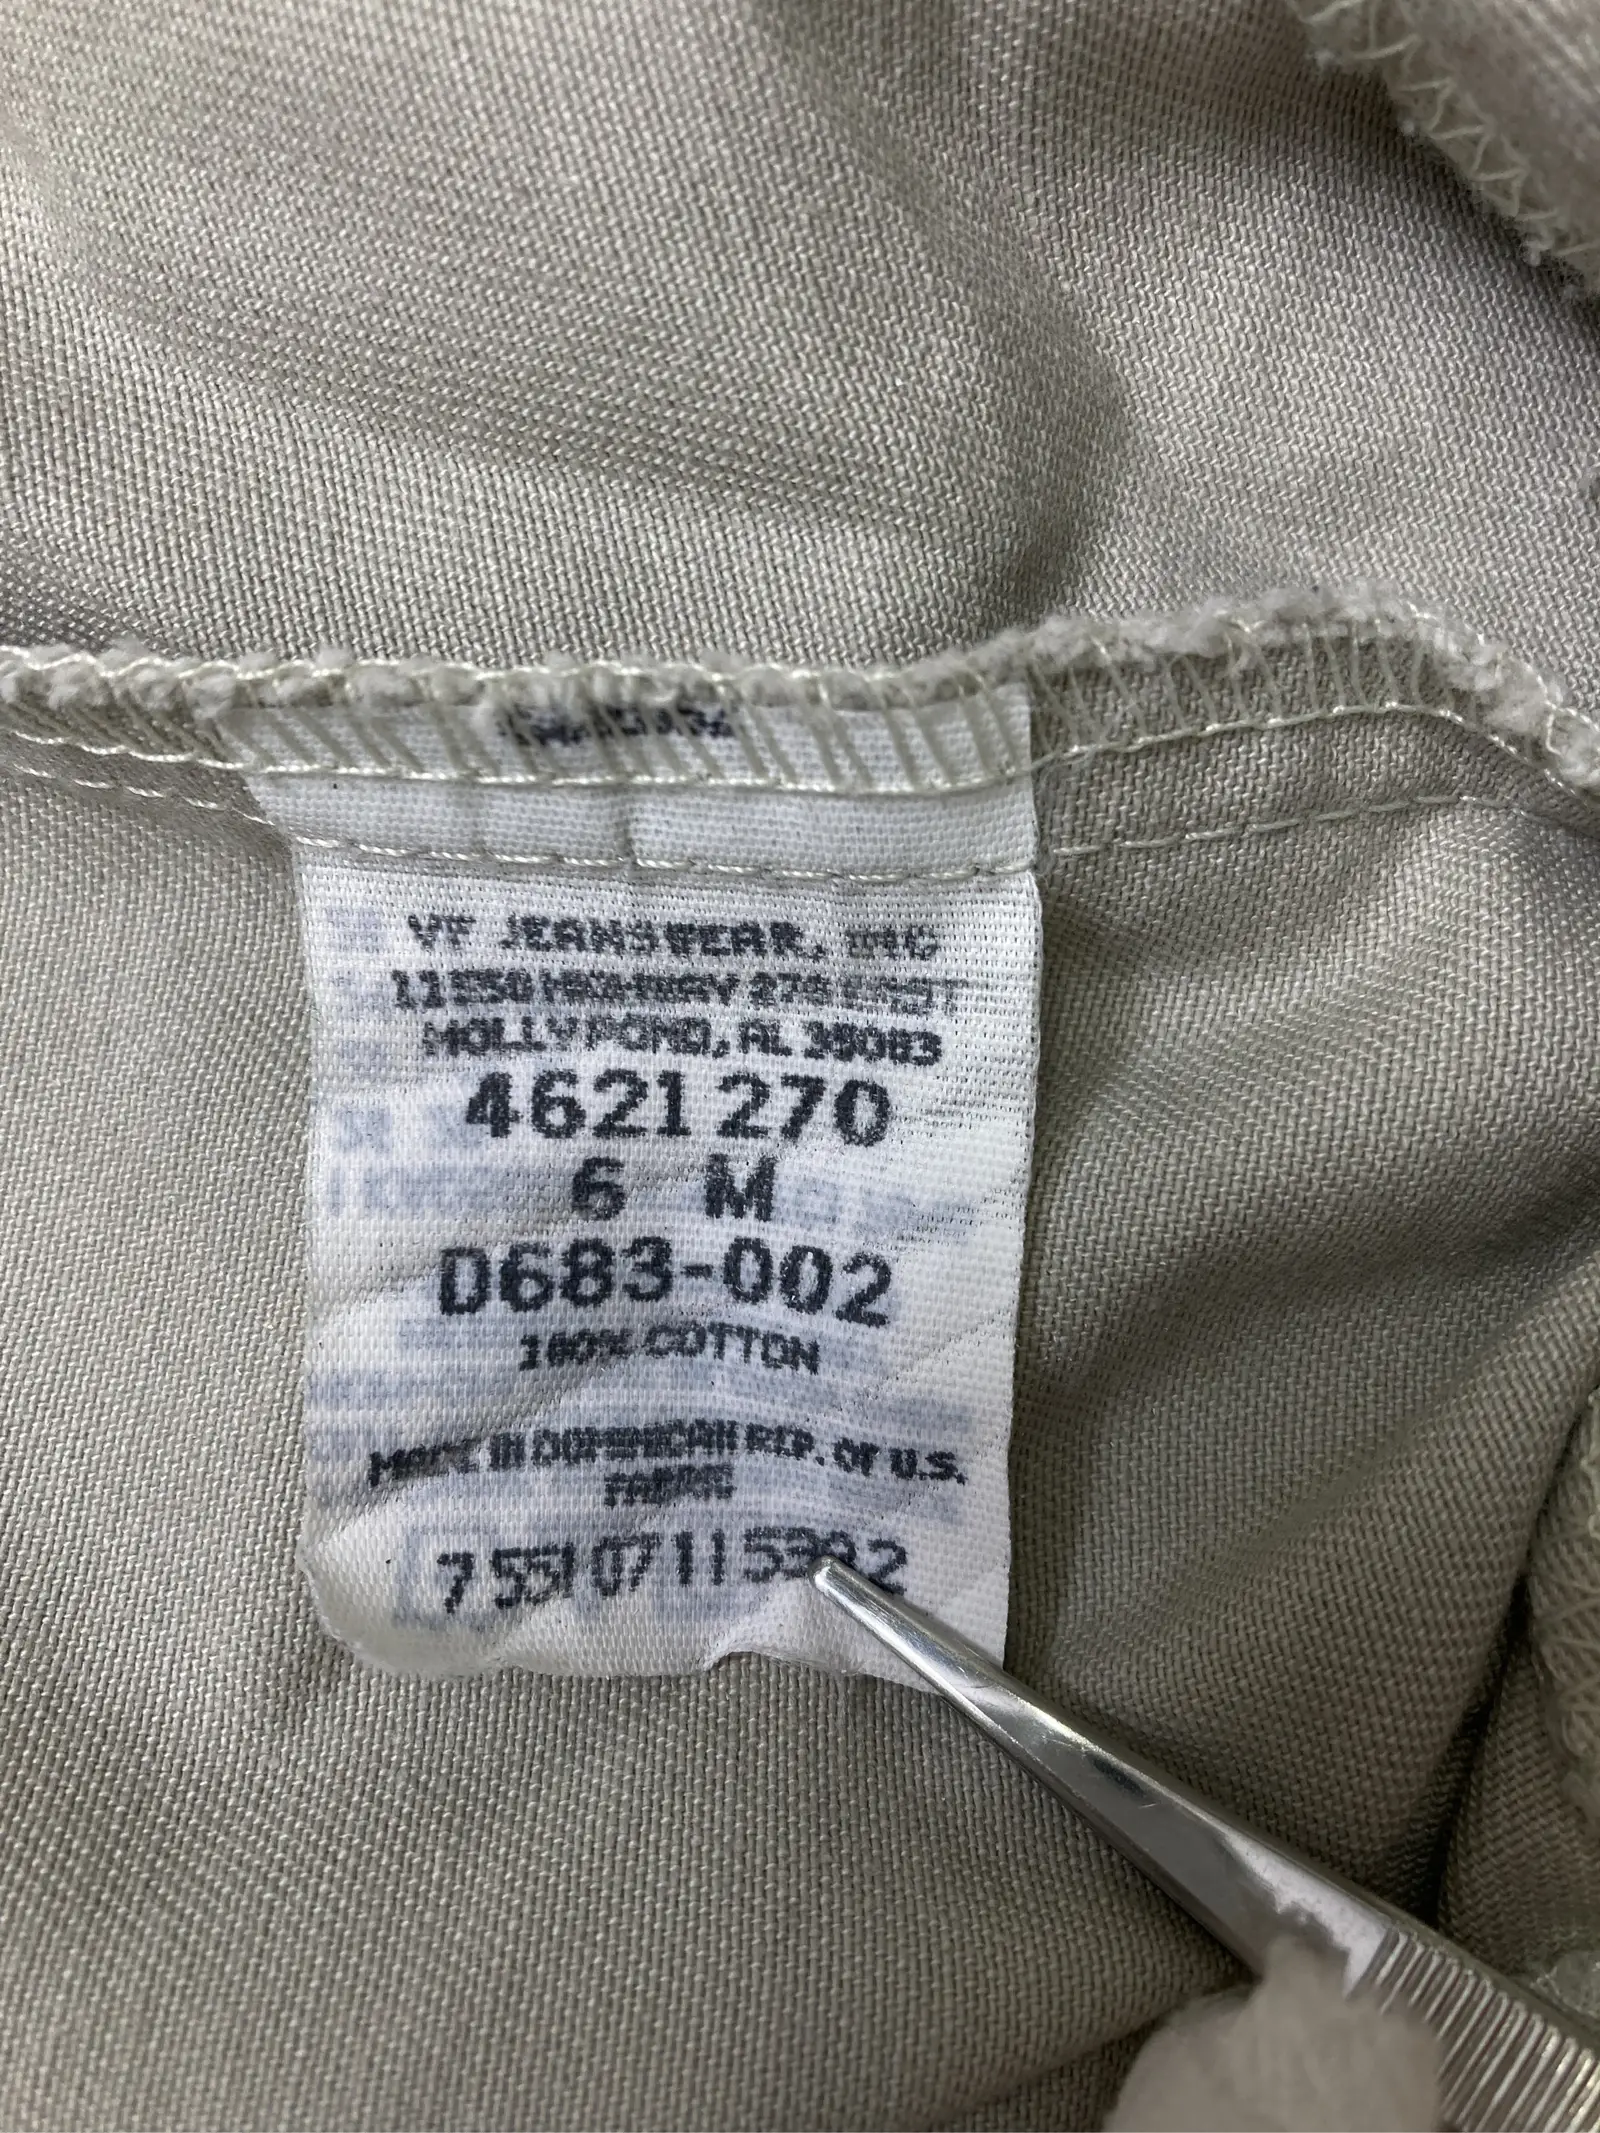 VF JEANSWEAR, INC
11550 HIGHWAY 278 EAST
HOLLY POND, AL 35083
4621270
6 M
D683-002
100% COTTON
MADE IN DOMINICAN REP. OF U.S.
FABRIC